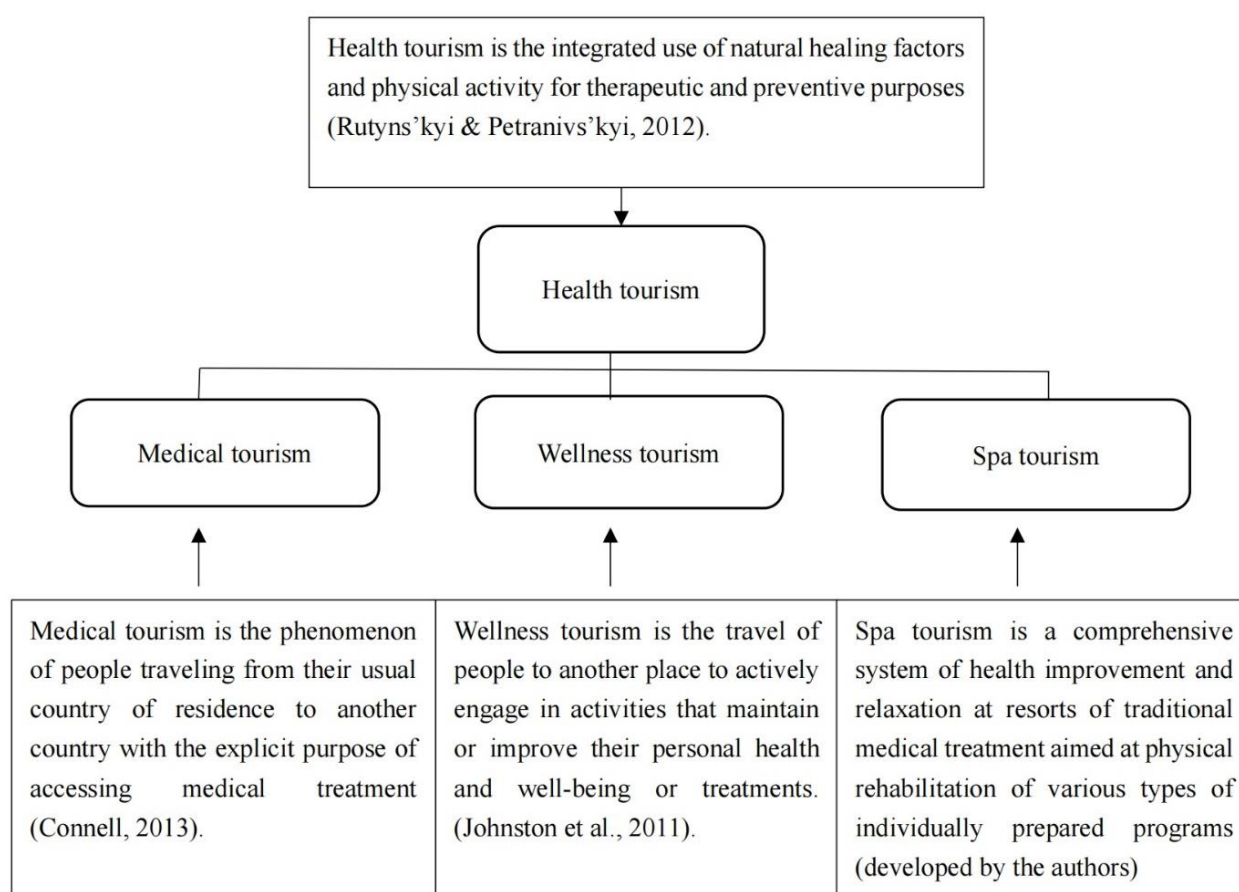 Health tourism is the integrated use of natural healing factors
and physical activity for therapeutic and preventive purposes
(Rutyns’kyi & Petranivs’kyi, 2012).
Health tourism
Medical tourism
Wellness tourism
Spa tourism
Medical tourism is the phenomenon
of people traveling from their usual
country of residence to another
country with the explicit purpose of
accessing medical treatment
(Connell, 2013).
Wellness tourism is the travel of
people to another place to actively
engage in activities that maintain
or improve their personal health
and well-being or treatments.
(Johnston et al., 2011).
Spa tourism is a comprehensive
system of health improvement and
relaxation at resorts of traditional
medical treatment aimed at physical
rehabilitation of various types of
individually prepared programs
(developed by the authors)